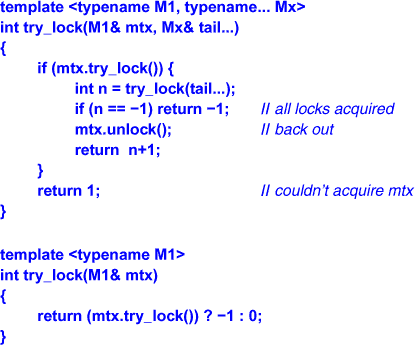 template <typename M1, typename... Mx>
int try_lock(M1& mtx, Mx& tail...)
{
if (mtx.try_lock()) {
int n = try_lock(tail...);
if (n == −1) return −1; // all locks acquired
mtx.unlock(); // back out
return n+1;
}
return 1; // couldn’t acquire mtx
}
template <typename M1>
int try_lock(M1& mtx)
{
return (mtx.try_lock()) ? −1 : 0;
}